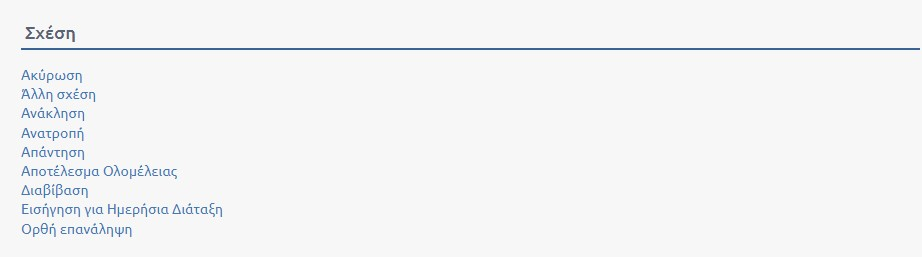 Σχέση
Ακύρωση
Άλλη σχέση
Ανάκληση
Ανατροπή
Απάντηση
Αποτέλεσμα Ολομέλειας
Διαβίβαση
Εισήγηση για Ημερήσια Διάταξη
Ορθή επανάληψη